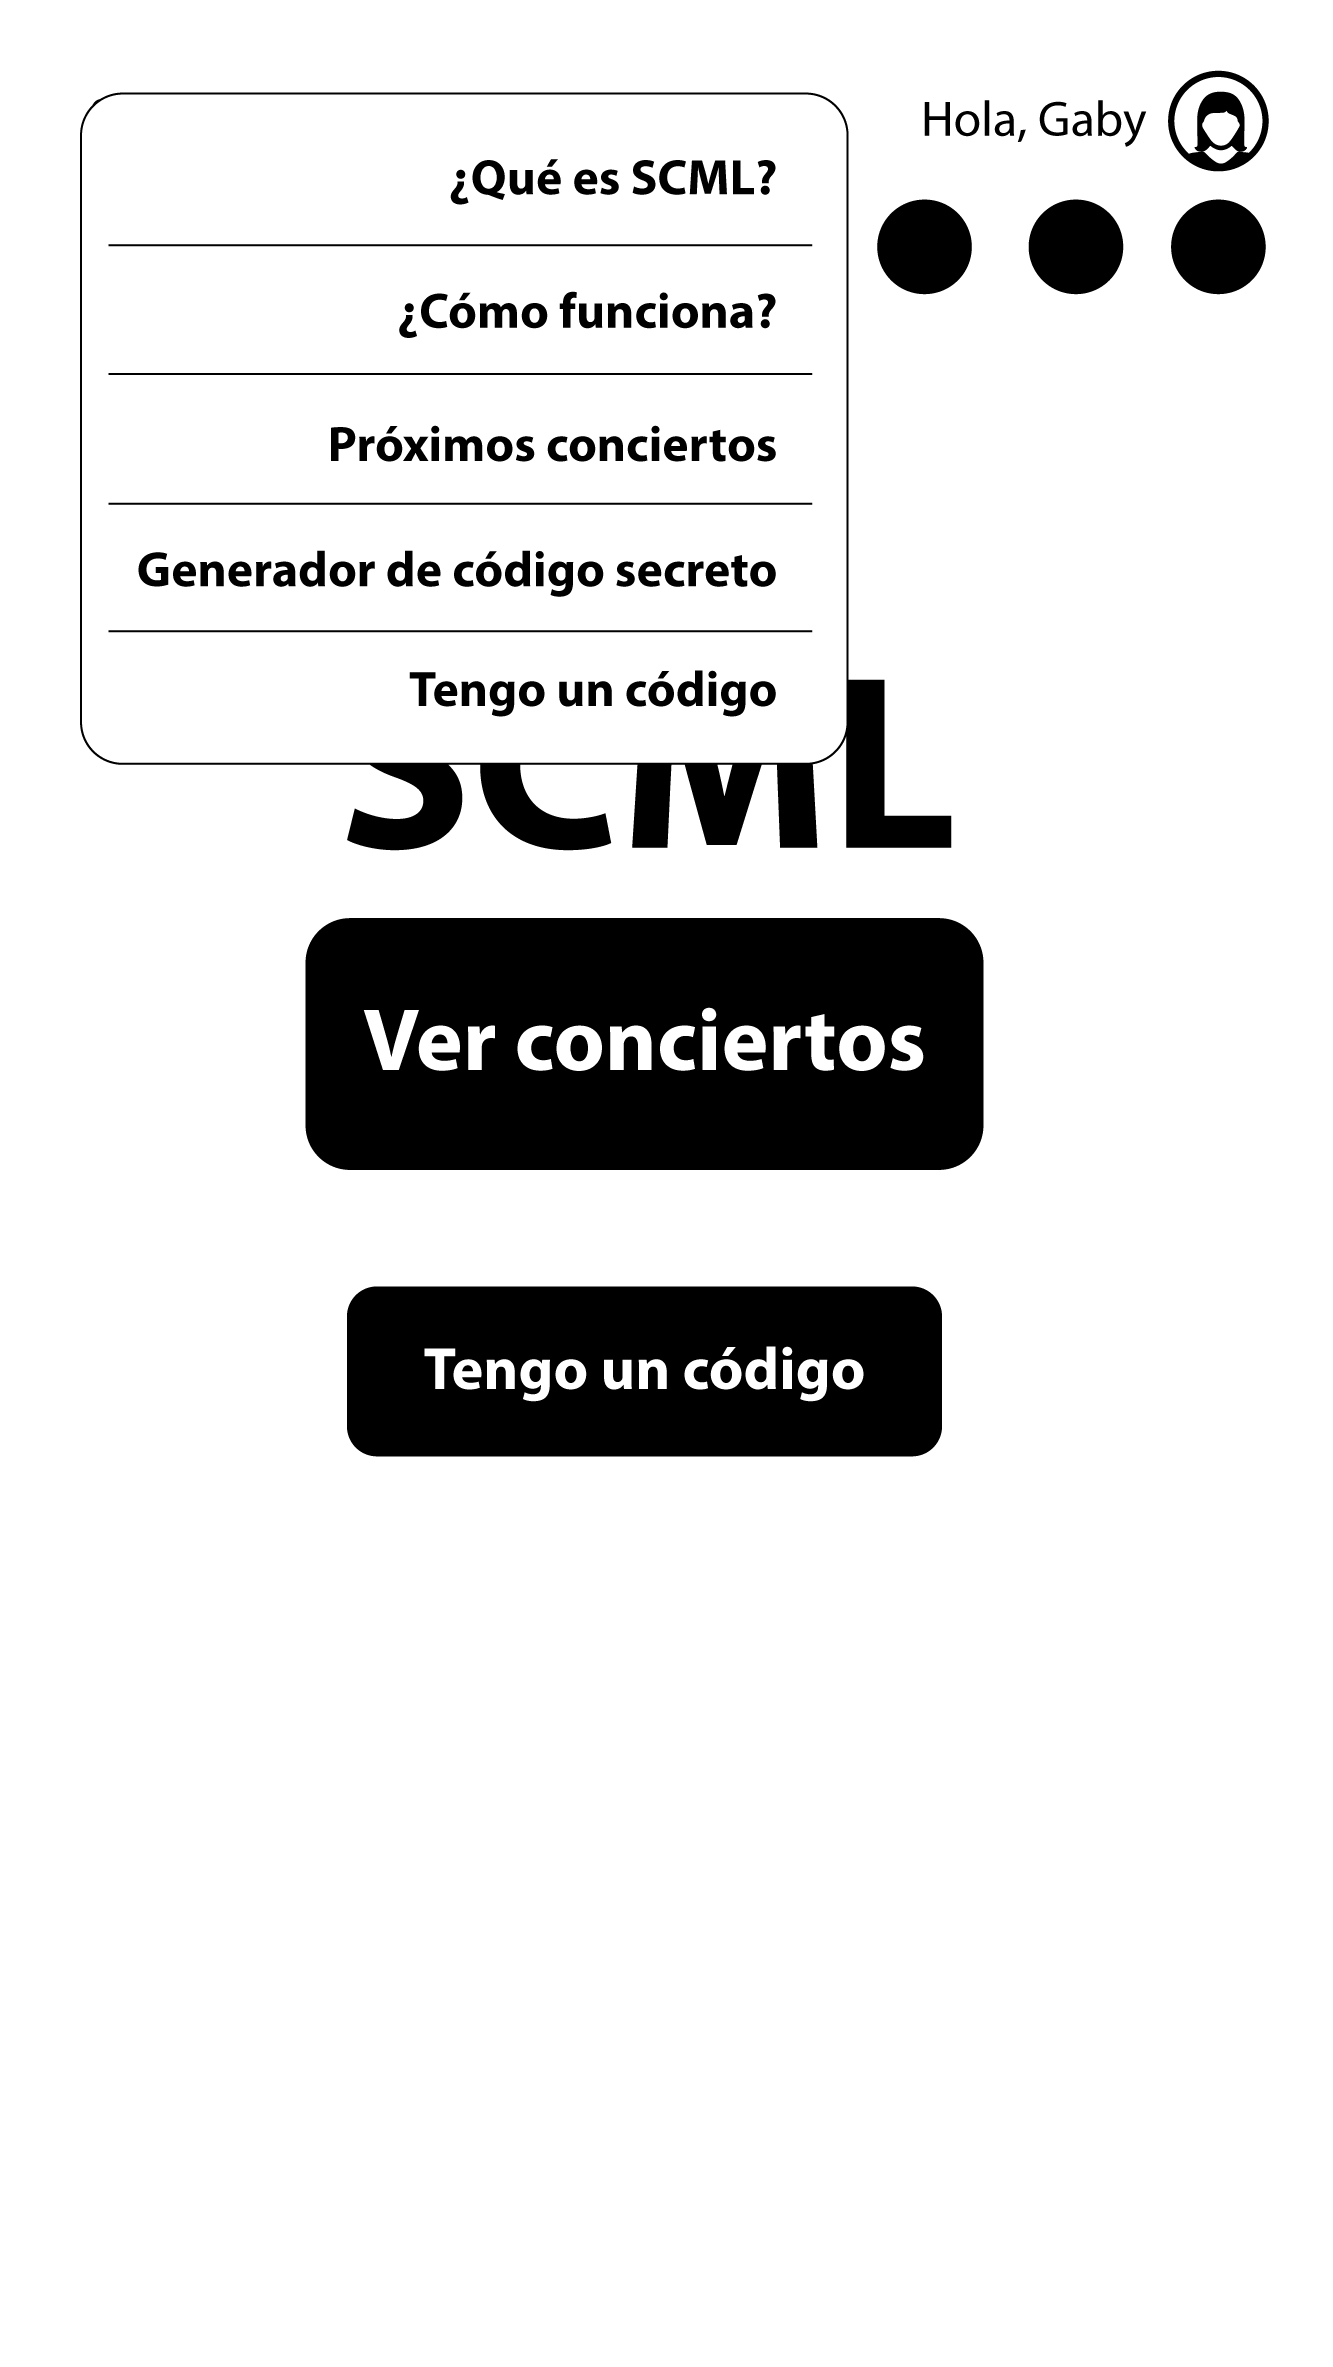 Hola, Gaby
¿Qué es SCML?
¿Cómo funciona?
Próximos conciertos
Generador de código secreto
Tengo un código
SCML
Ver conciertos
Tengo un código